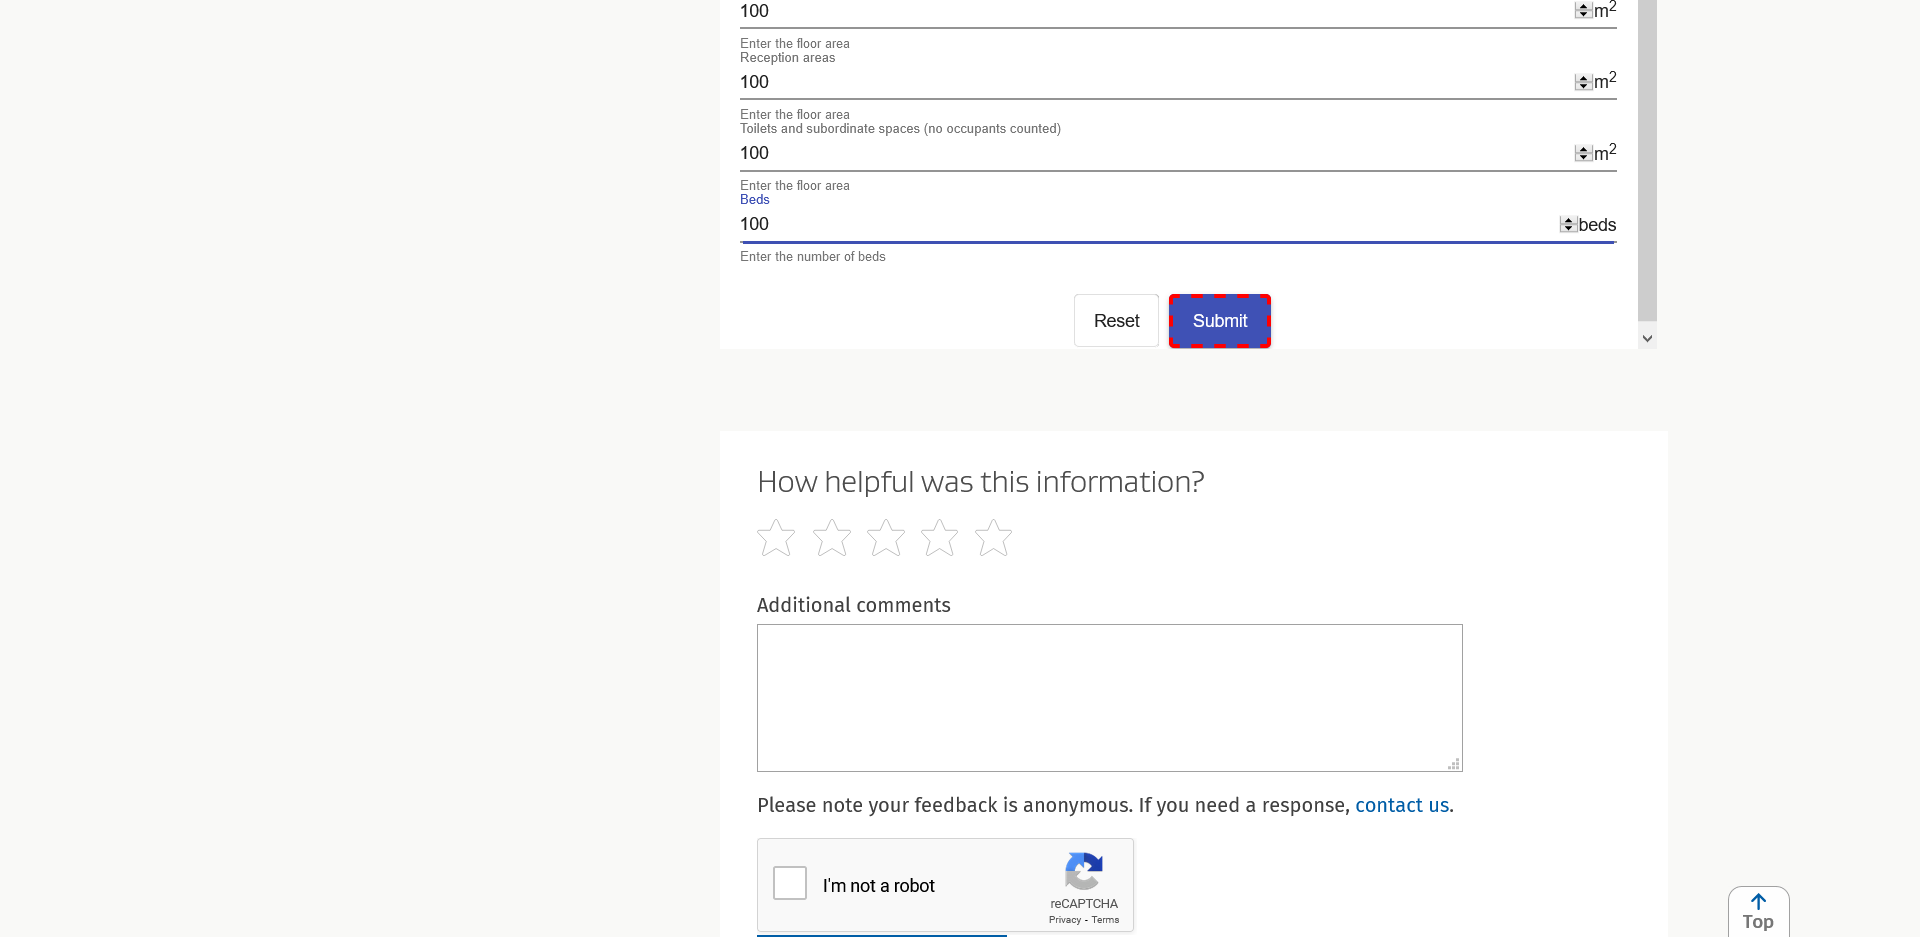 100 m²
Enter the floor area
Reception areas
100 m²
Enter the floor area
Toilets and subordinate spaces (no occupants counted)
100 m²
Enter the floor area
Beds
100 beds
Enter the number of beds
Reset Submit
How helpful was this information?
Additional comments
Please note your feedback is anonymous. If you need a response, contact us.
I'm not a robot
reCAPTCHA
Privacy - Terms
Top